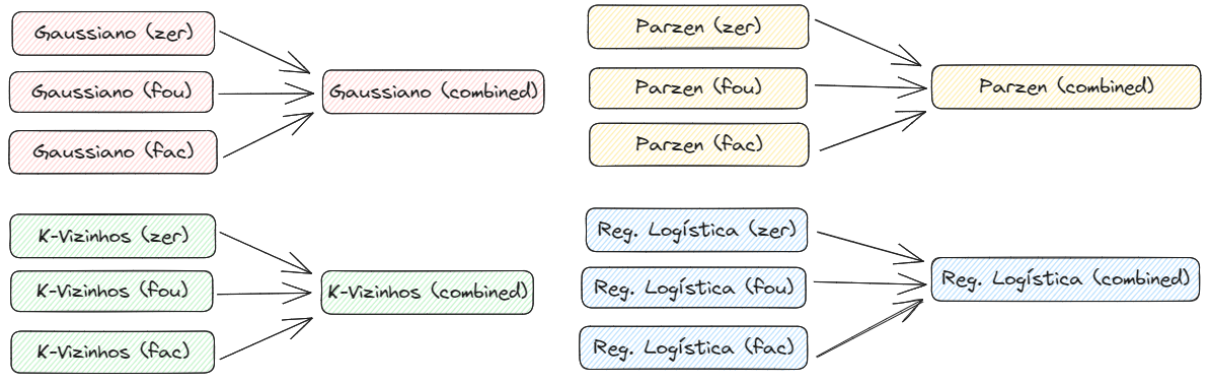 Gaussiano (zer)
Gaussiano (fou)
Gaussiano (fac)
Gaussiano (combined)
Parzen (zer)
Parzen (fou)
Parzen (fac)
Parzen (combined)
K-Vizinhos (zer)
K-Vizinhos (fou)
K-Vizinhos (fac)
K-Vizinhos (combined)
Reg. Logística (zer)
Reg. Logística (fou)
Reg. Logística (fac)
Reg. Logística (combined)